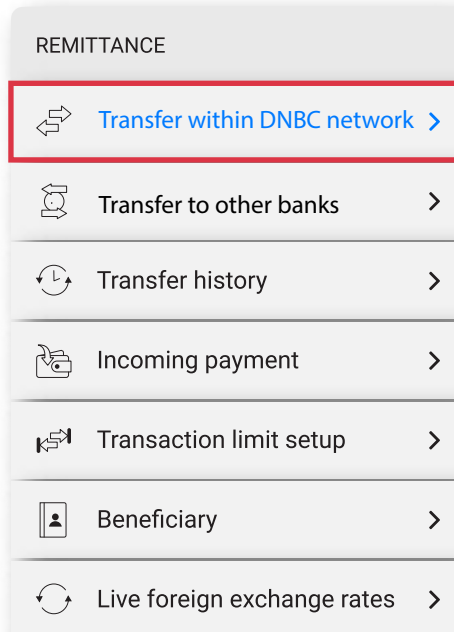 REMITTANCE
Transfer within DNBC network
Transfer to other banks
Transfer history
Incoming payment
Transaction limit setup
Beneficiary
Live foreign exchange rates